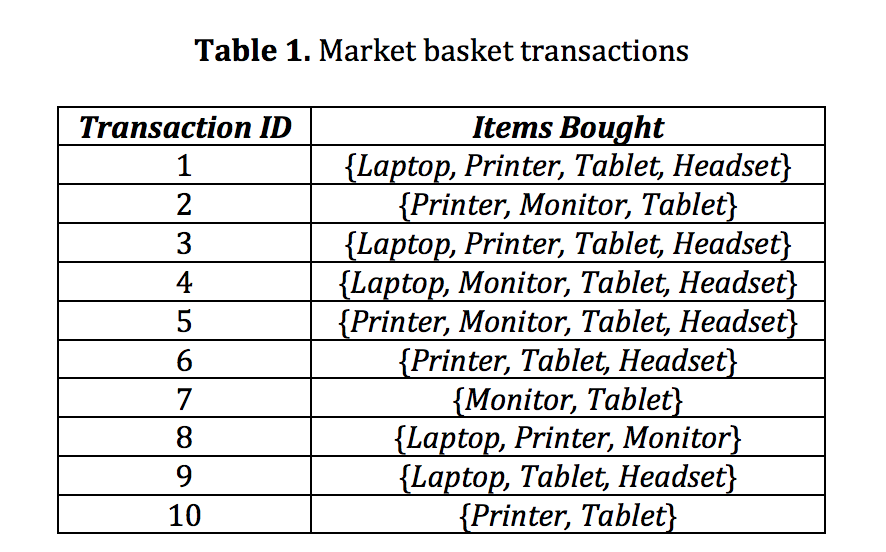 Table 1. Market basket transactions
Transaction ID Items Bought
1 {Laptop, Printer, Tablet, Headset}
2 {Printer, Monitor, Tablet}
3 {Laptop, Printer, Tablet, Headset}
4 {Laptop, Monitor, Tablet, Headset}
5 {Printer, Monitor, Tablet, Headset}
6 {Printer, Tablet, Headset}
7 {Monitor, Tablet}
8 {Laptop, Printer, Monitor}
9 {Laptop, Tablet, Headset}
10 {Printer, Tablet}